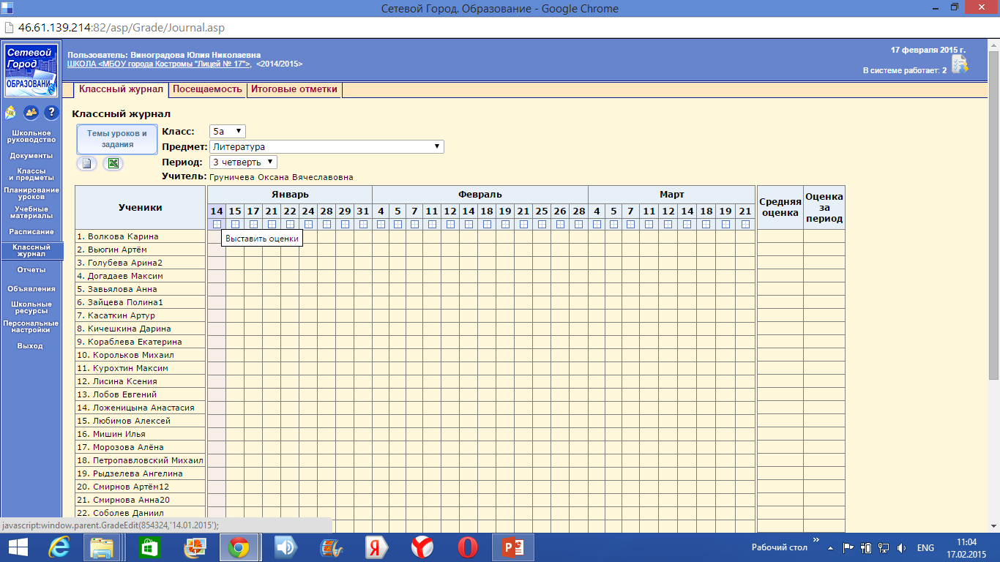 Сетевой Город. Образование - Google Chrome
46.61.139.214:82/asp/Grade/Journal.asp
Сетевой
Город
ОБРАЗОВАНИЕ
Пользователь: Виноградова Юлия Николаевна
ШКОЛА <МБОУ города Костромы "Лицей № 17">, <2014/2015>
17 февраля 2015 г.
В системе работает: 2
Классный журнал Посещаемость Итоговые отметки
?
Школьное
руководство
Документы
Классы
и предметы
Планирование
уроков
Учебные
материалы
Расписание
Классный
журнал
Отчеты
Объявления
Школьные
ресурсы
Персональные
настройки
Выход
Классный журнал
Темы уроков и
задания
Класс: 5а
Предмет: Литература
Период: 3 четверть
Учитель: Груничева Оксана Вячеславовна
Ученики Январь Февраль Март Средняя оценка Оценка за период
14 15 17 21 22 24 28 29 31 4 5 7 11 12 14 18 19 21 25 26 28 4 5 7 11 12 14 18 19 21
Выставить оценки
1. Волкова Карина
2. Вьюгин Артём
3. Голубева Арина2
4. Догадаев Максим
5. Завьялова Анна
6. Зайцева Полина1
7. Касаткин Артур
8. Кичешкина Дарина
9. Кораблева Екатерина
10. Корольков Михаил
11. Курохтин Максим
12. Лисина Ксения
13. Лобов Евгений
14. Ложеницына Анастасия
15. Любимов Алексей
16. Мишин Илья
17. Морозова Алёна
18. Петропавловский Михаил
19. Рыдзелева Ангелина
20. Смирнов Артём12
21. Смирнова Анна20
22. Соболев Даниил
javascript:window.parent.GradeEdit(854324,'14.01.2015');
Рабочий стол
ENG
11:04
17.02.2015